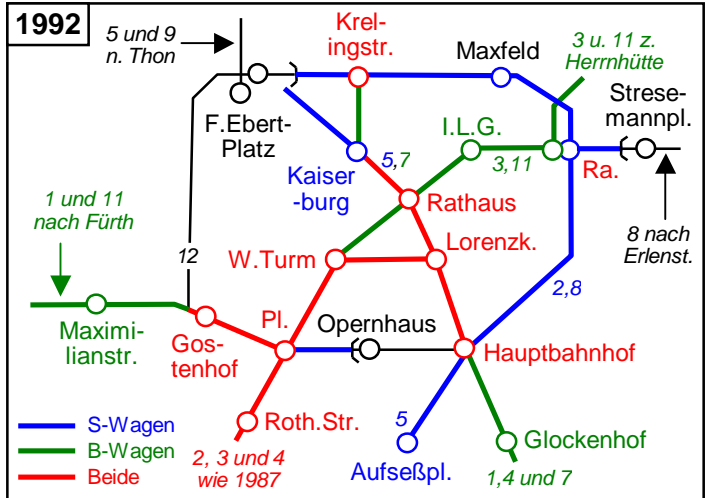 1992
5 und 9
n. Thon
Krel-
ingstr.
Maxfeld
3 u. 11 z.
Herrnhütte
Strese-
mannpl.
F.Ebert-
Platz
I.L.G.
5,7
3,11
Kaiser
-burg
Ra.
1 und 11
nach Fürth
Rathaus
8 nach
Erlenst.
12
W.Turm
Lorenzk.
2,8
Maximi-
lianstr.
Gos-
tenhof
Pl.
Opernhaus
Hauptbahnhof
S-Wagen
B-Wagen
Beide
Roth.Str.
2, 3 und 4
wie 1987
5
Aufseßpl.
Glockenhof
1,4 und 7